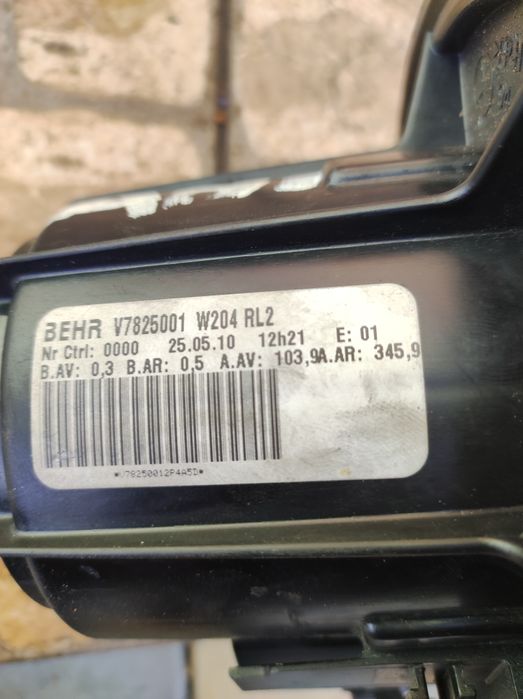 BEHR V7825001 W204 RL2
Nr Ctrl: 0000 25.05.10 12h21 E: 01
B.AV: 0,3 B.AR: 0,5 A.AV: 103,9A.AR: 345,9
*V78250012P4A5D*